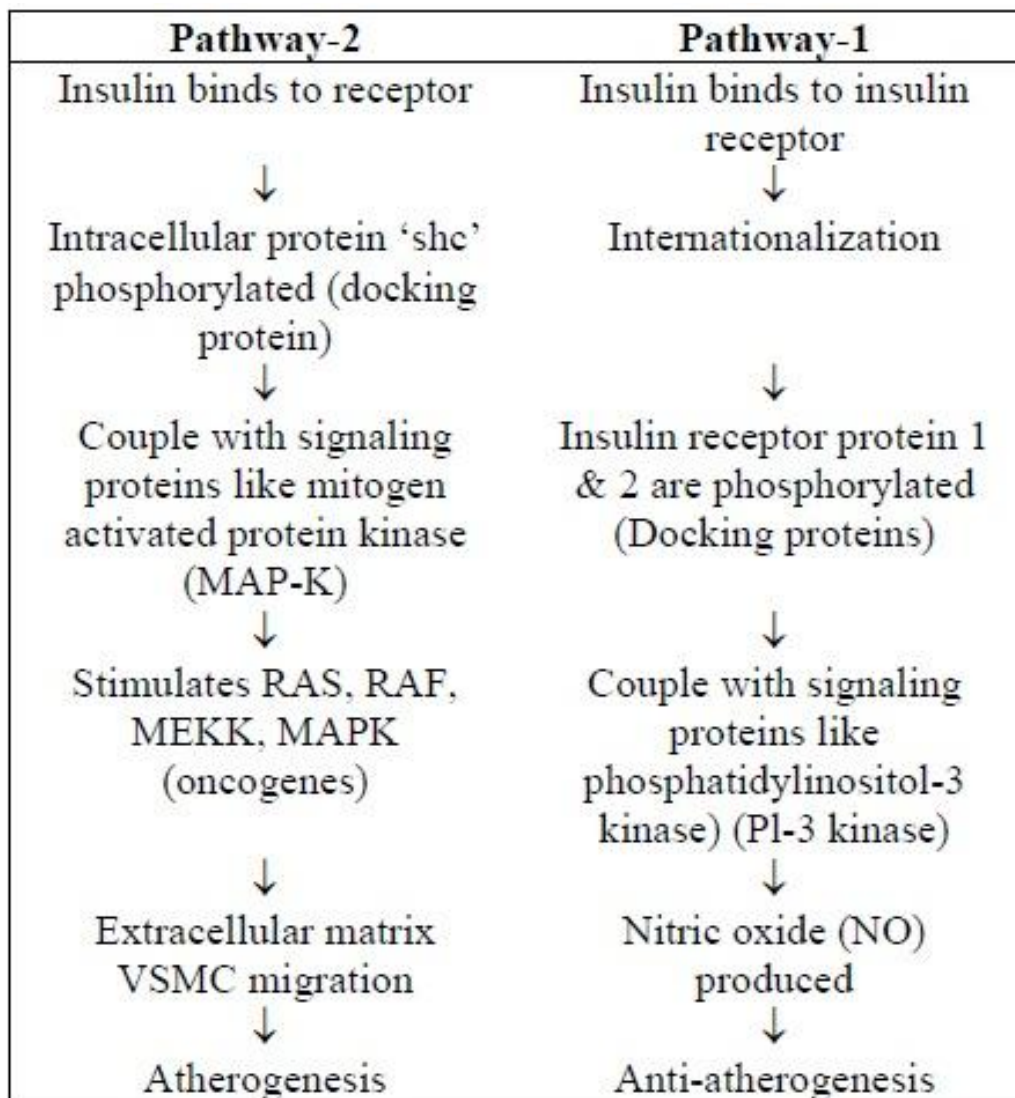 Pathway-2
Insulin binds to receptor
↓
Intracellular protein ‘shc’
phosphorylated (docking
protein)
↓
Couple with signaling
proteins like mitogen
activated protein kinase
(MAP-K)
↓
Stimulates RAS, RAF,
MEKK, MAPK
(oncogenes)
↓
Extracellular matrix
VSMC migration
↓
Atherogenesis
Pathway-1
Insulin binds to insulin
receptor
↓
Internationalization
↓
Insulin receptor protein 1
& 2 are phosphorylated
(Docking proteins)
↓
Couple with signaling
proteins like
phosphatidylinositol-3
kinase) (Pl-3 kinase)
↓
Nitric oxide (NO)
produced
↓
Anti-atherogenesis